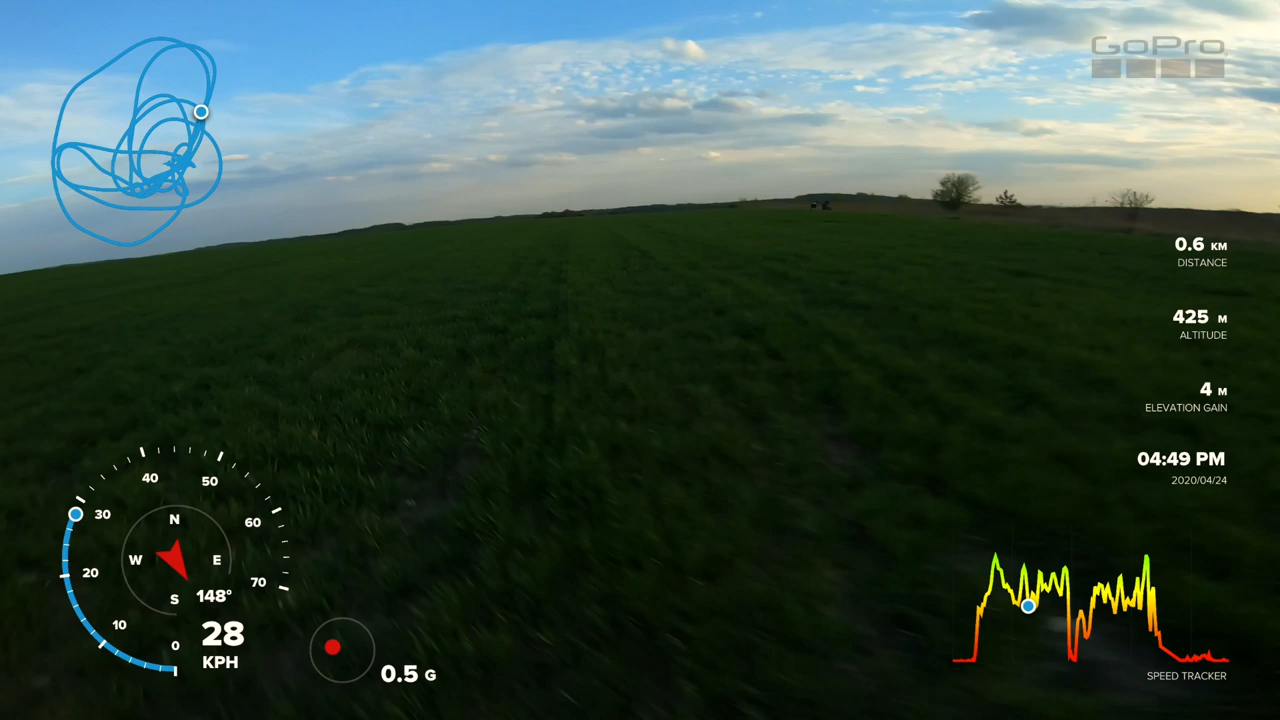 GoPro
0.6 KM
DISTANCE
425 M
ALTITUDE
4 M
ELEVATION GAIN
04:49 PM
2020/04/24
40
50
30
60
20
70
10
0
N
W
E
S
148°
28
KPH
0.5 G
SPEED TRACKER